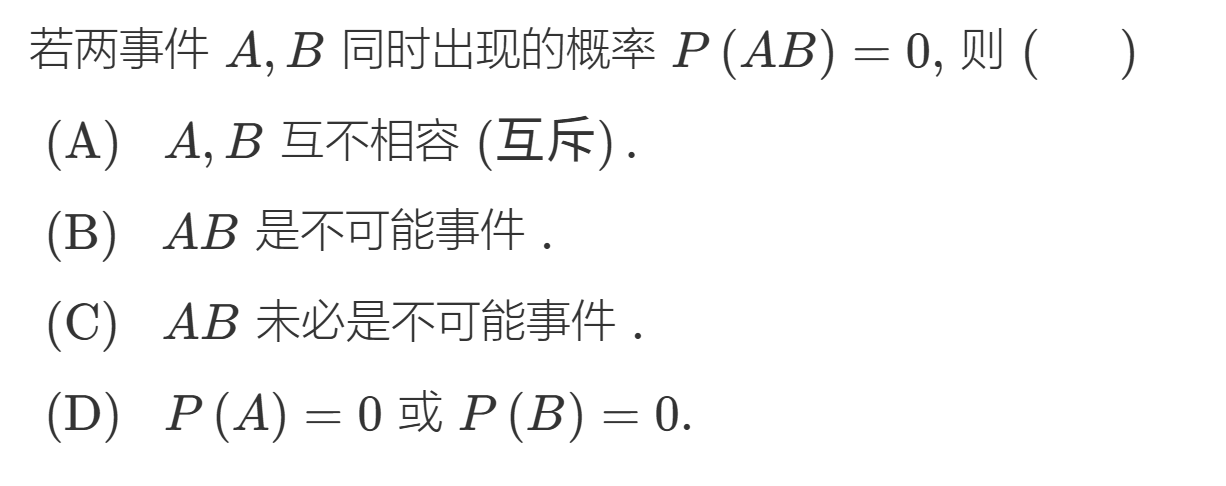 若两事件 A, B 同时出现的概率 P (AB) = 0, 则 (    )
(A) A, B 互不相容 (互斥) .
(B) AB 是不可能事件 .
(C) AB 未必是不可能事件 .
(D) P (A) = 0 或 P (B) = 0.